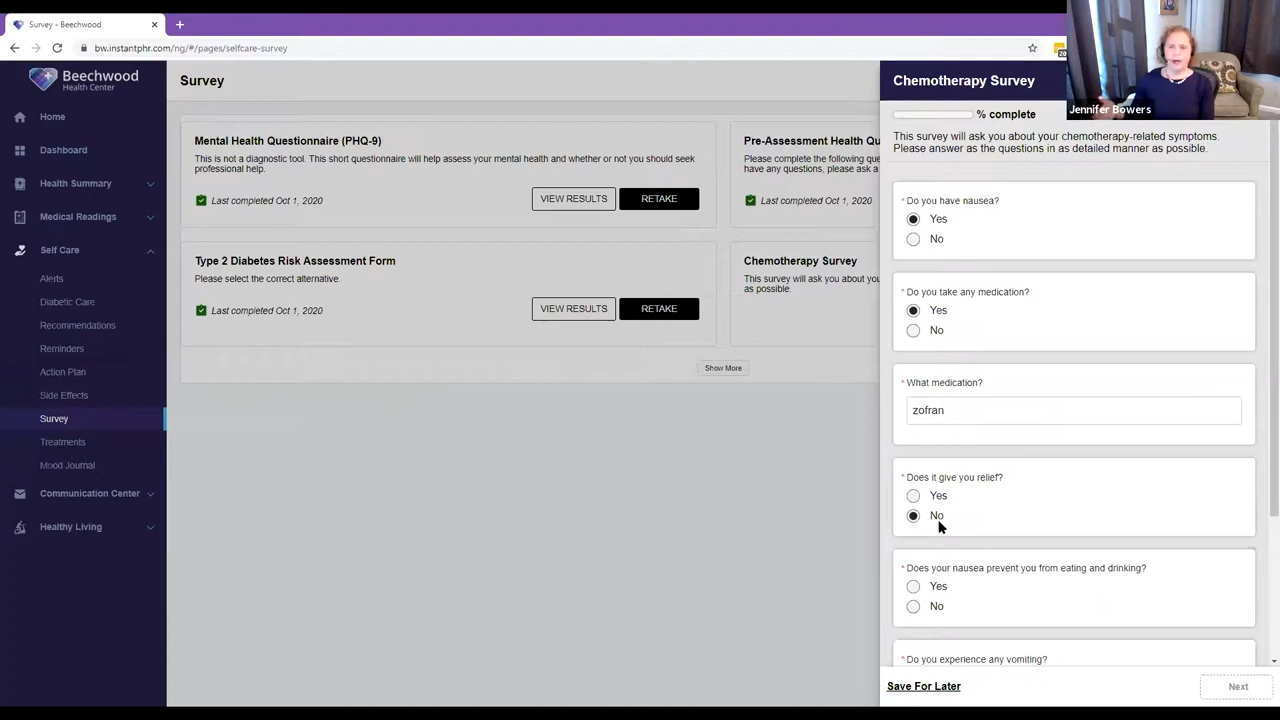 Survey - Beechwood
bw.instantphr.com/ng/#/pages/selfcare-survey
Beechwood
Health Center
Home
Dashboard
Health Summary
Medical Readings
Self Care
Alerts
Diabetic Care
Recommendations
Reminders
Action Plan
Side Effects
Survey
Treatments
Mood Journal
Communication Center
Healthy Living
Survey
Mental Health Questionnaire (PHQ-9)
This is not a diagnostic tool. This short questionnaire will help assess your mental health and whether or not you should seek
professional help.
Last completed Oct 1, 2020
VIEW RESULTS
RETAKE
Pre-Assessment Health Qu
Please complete the following que
have any questions, please ask a
Last completed Oct 1, 2020
Type 2 Diabetes Risk Assessment Form
Please select the correct alternative.
Last completed Oct 1, 2020
VIEW RESULTS
RETAKE
Chemotherapy Survey
This survey will ask you about you
as possible.
Show More
Chemotherapy Survey
Jennifer Bowers
% complete
This survey will ask you about your chemotherapy-related symptoms.
Please answer as the questions in as detailed manner as possible.
* Do you have nausea?
Yes
No
* Do you take any medication?
Yes
No
* What medication?
zofran
* Does it give you relief?
Yes
No
* Does your nausea prevent you from eating and drinking?
Yes
No
* Do you experience any vomiting?
Save For Later
Next